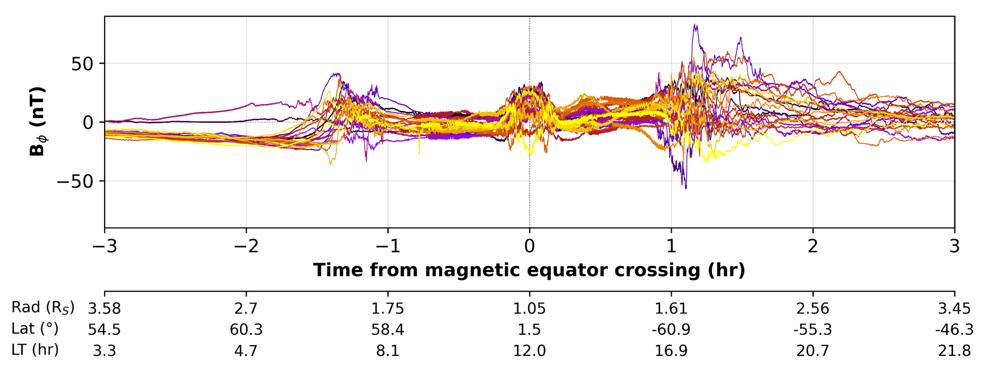 B_ϕ (nT)
50
0
−50
−3 −2 −1 0 1 2 3
Time from magnetic equator crossing (hr)
Rad (R_S) 3.58 2.7 1.75 1.05 1.61 2.56 3.45
Lat (°) 54.5 60.3 58.4 1.5 -60.9 -55.3 -46.3
LT (hr) 3.3 4.7 8.1 12.0 16.9 20.7 21.8